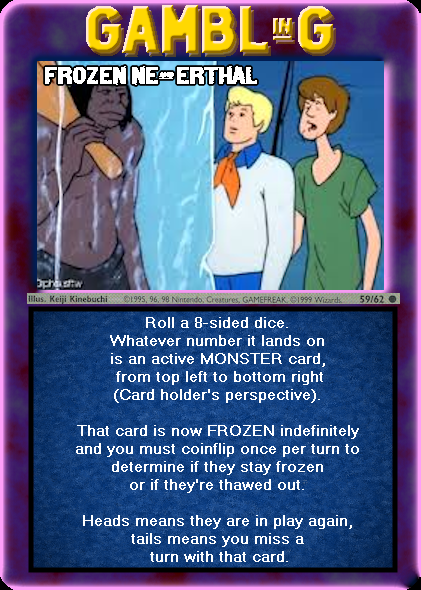 GAMBLinG
FROZEN NE-ERTHAL
Illus. Keiji Kinebuchi ©1995, 96, 98 Nintendo, Creatures, GAMEFREAK. ©1999 Wizards. 59/62
Roll a 8-sided dice.
Whatever number it lands on
is an active MONSTER card,
from top left to bottom right
(Card holder's perspective).
That card is now FROZEN indefinitely
and you must coinflip once per turn to
determine if they stay frozen
or if they're thawed out.
Heads means they are in play again,
tails means you miss a
turn with that card.